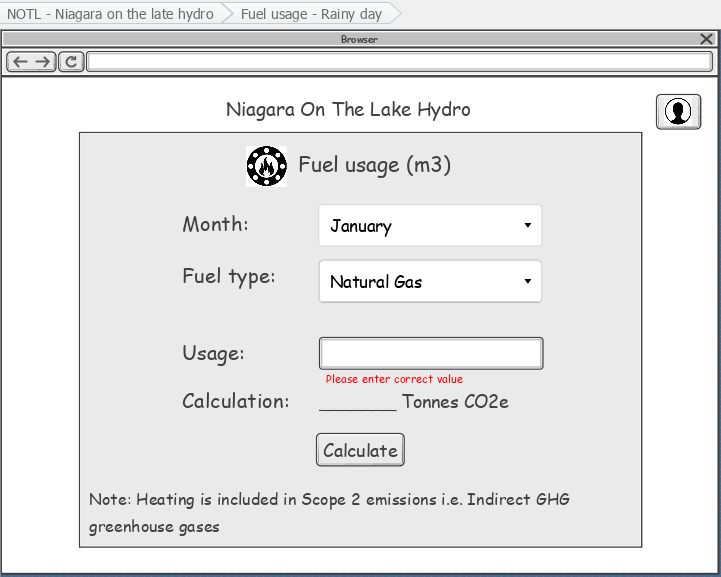 NOTL - Niagara on the late hydro
Fuel usage - Rainy day
Browser
Niagara On The Lake Hydro
Fuel usage (m3)
Month:
January
Fuel type:
Natural Gas
Usage:
Please enter correct value
Calculation: _______ Tonnes CO2e
Calculate
Note: Heating is included in Scope 2 emissions i.e. Indirect GHG
greenhouse gases